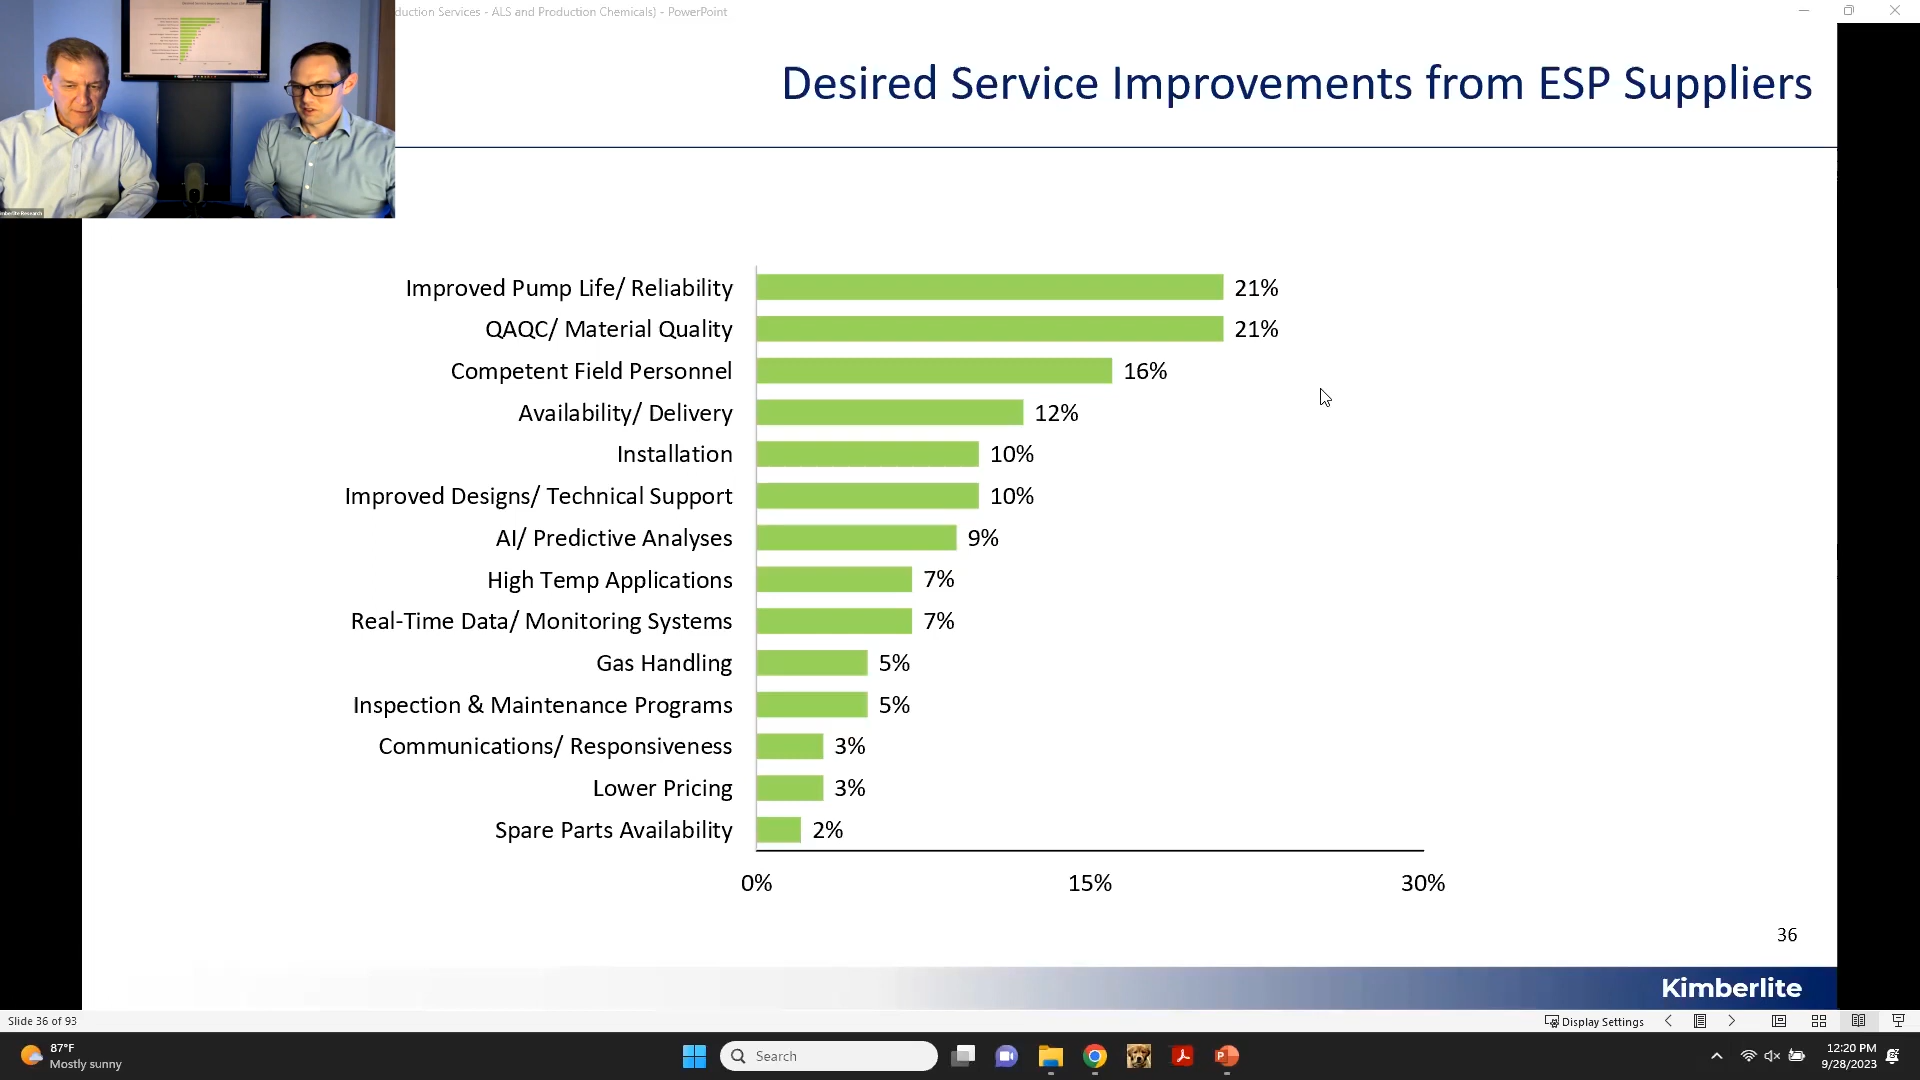 duction Services - ALS and Production Chemicals) - PowerPoint
Desired Service Improvements from ESP Suppliers
Improved Pump Life/ Reliability 21%
QAQC/ Material Quality 21%
Competent Field Personnel 16%
Availability/ Delivery 12%
Installation 10%
Improved Designs/ Technical Support 10%
AI/ Predictive Analyses 9%
High Temp Applications 7%
Real-Time Data/ Monitoring Systems 7%
Gas Handling 5%
Inspection & Maintenance Programs 5%
Communications/ Responsiveness 3%
Lower Pricing 3%
Spare Parts Availability 2%
0% 15% 30%
36
Kimberlite
Slide 36 of 93
Display Settings
87°F
Mostly sunny
Search
12:20 PM
9/28/2023